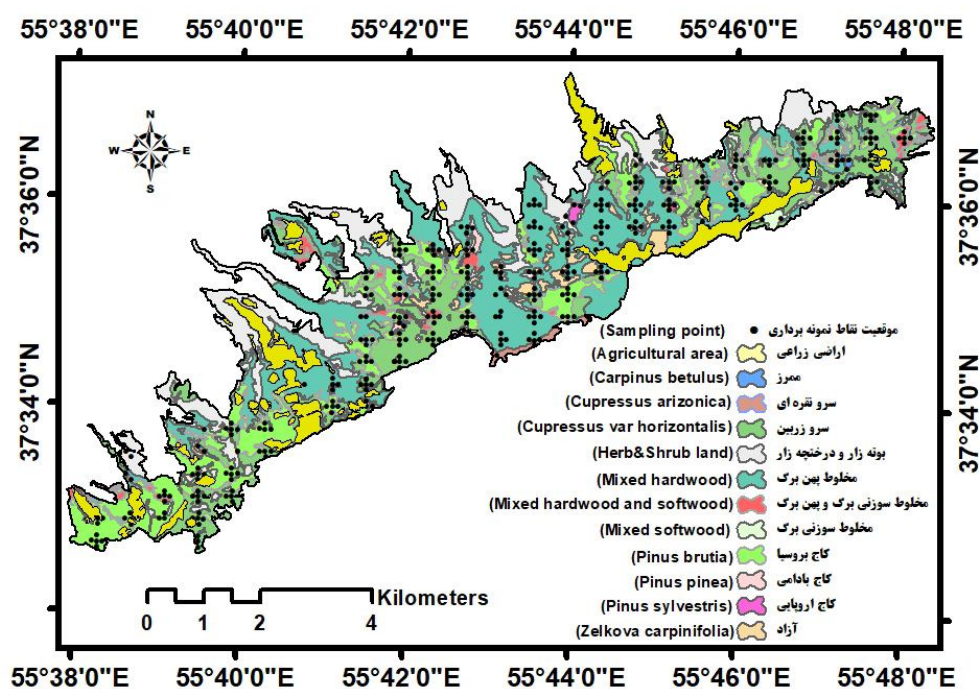 55°38'0"E 55°40'0"E 55°42'0"E 55°44'0"E 55°46'0"E 55°48'0"E
N
W E
S
37°36'0"N 37°36'0"N
37°34'0"N 37°34'0"N
(Sampling point) موقعیت نقاط نمونه برداری
(Agricultural area) اراضی زراعی
(Carpinus betulus) ممرز
(Cupressus arizonica) سرو نقره ای
(Cupressus var horizontalis) سرو زربین
(Herb&Shrub land) بوته زار و درختچه زار
(Mixed hardwood) مخلوط پهن برگ
(Mixed hardwood and softwood) مخلوط سوزنی برگ و پهن برگ
(Mixed softwood) مخلوط سوزنی برگ
(Pinus brutia) کاج بروسیا
(Pinus pinea) کاج بادامی
(Pinus sylvestris) کاج اروپایی
(Zelkova carpinifolia) آزاد
Kilometers
0 1 2 4
55°38'0"E 55°40'0"E 55°42'0"E 55°44'0"E 55°46'0"E 55°48'0"E